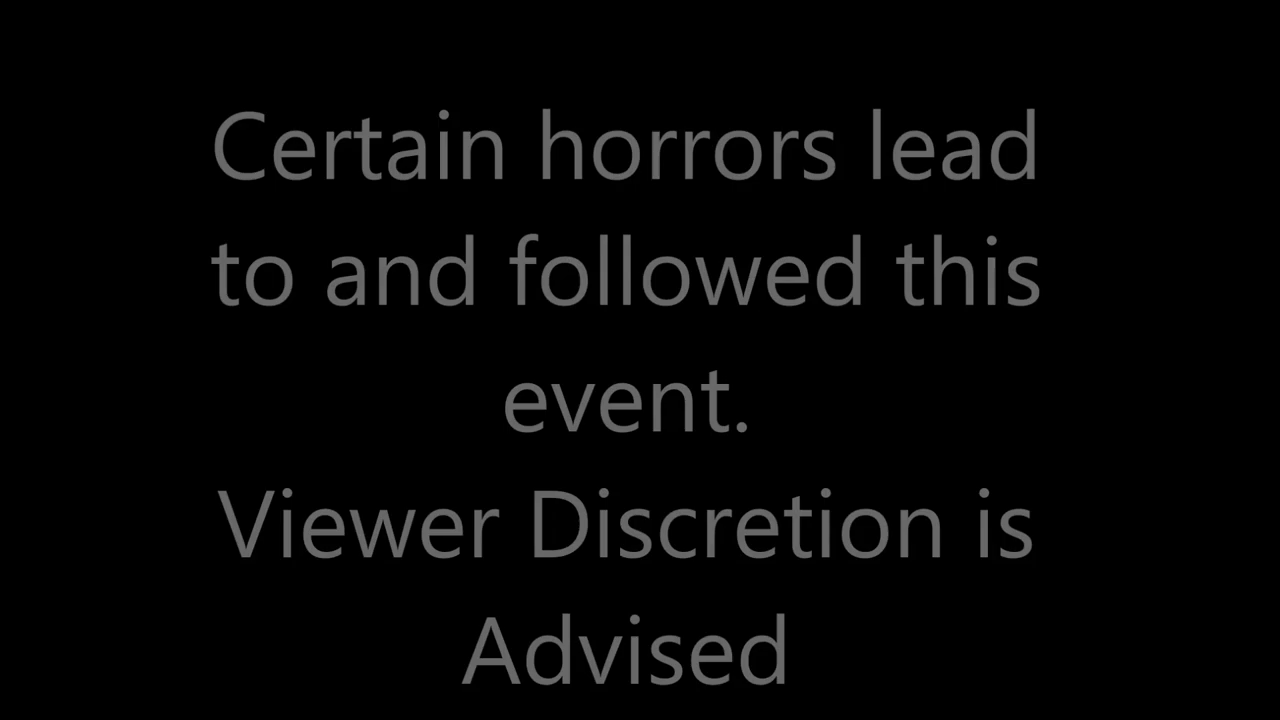 Certain horrors lead
to and followed this
event.
Viewer Discretion is
Advised